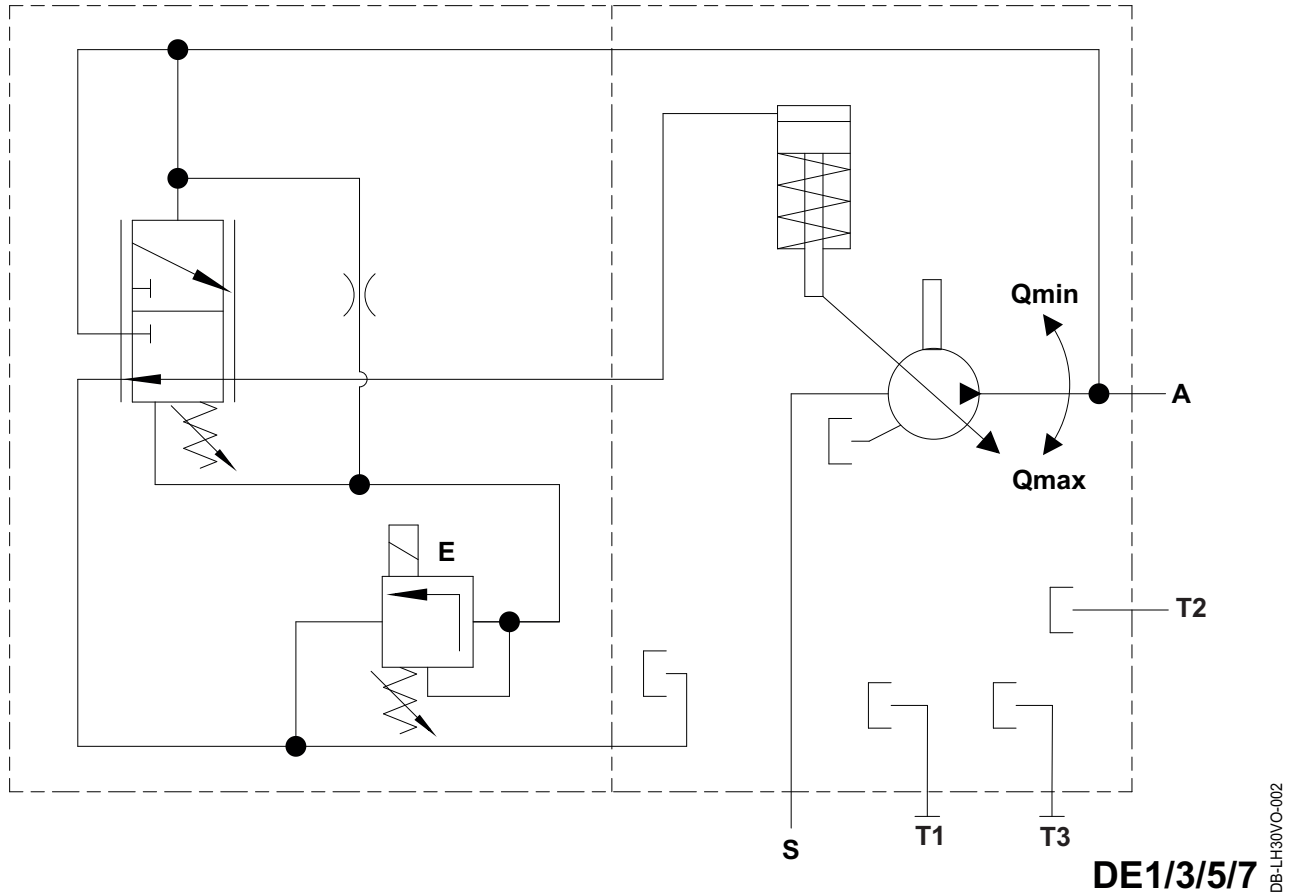 Qmin
A
Qmax
E
T2
S
T1
T3
DE1/3/5/7
DB-LH30VO-002